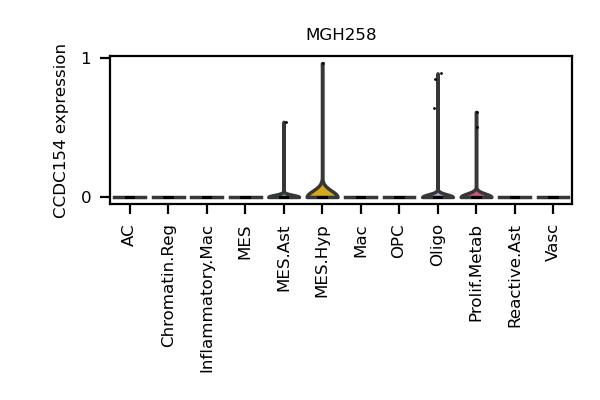 MGH258
CCDC154 expression
1
0
AC
Chromatin.Reg
Inflammatory.Mac
MES
MES.Ast
MES.Hyp
Mac
OPC
Oligo
Prolif.Metab
Reactive.Ast
Vasc